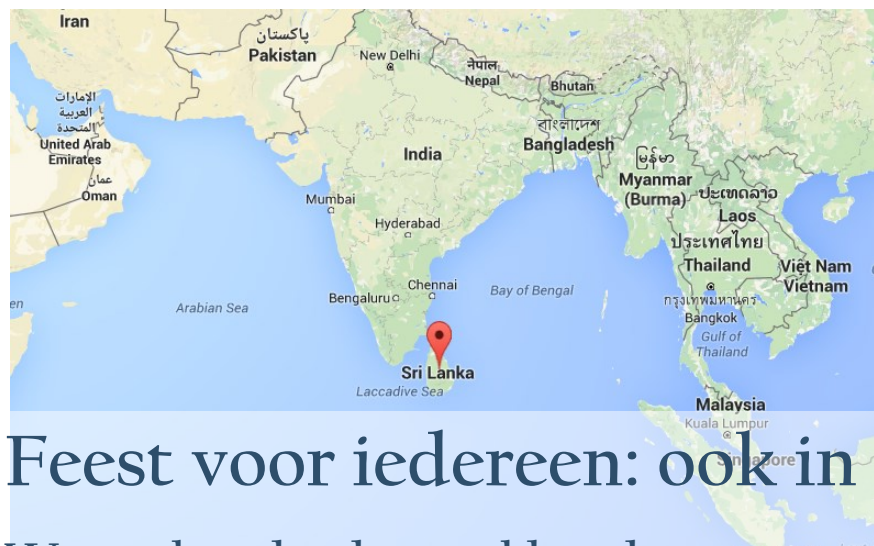 Iran
پاکستان
Pakistan
New Delhi
नेपाल
Nepal
Bhutan
الإمارات
العربية
المتحدة
United Arab
Emirates
বাংলাদেশ
Bangladesh
India
မြန်မာ
Myanmar
(Burma)
عمان
Oman
ປະເທດລາວ
Laos
Mumbai
Hyderabad
ประเทศไทย
Thailand
Việt Nam
Vietnam
Chennai
Bengaluru
Bay of Bengal
Arabian Sea
กรุงเทพมหานคร
Bangkok
Gulf of
Thailand
Sri Lanka
Laccadive Sea
Malaysia
Kuala Lumpur
Singapore
Feest voor iedereen: ook in